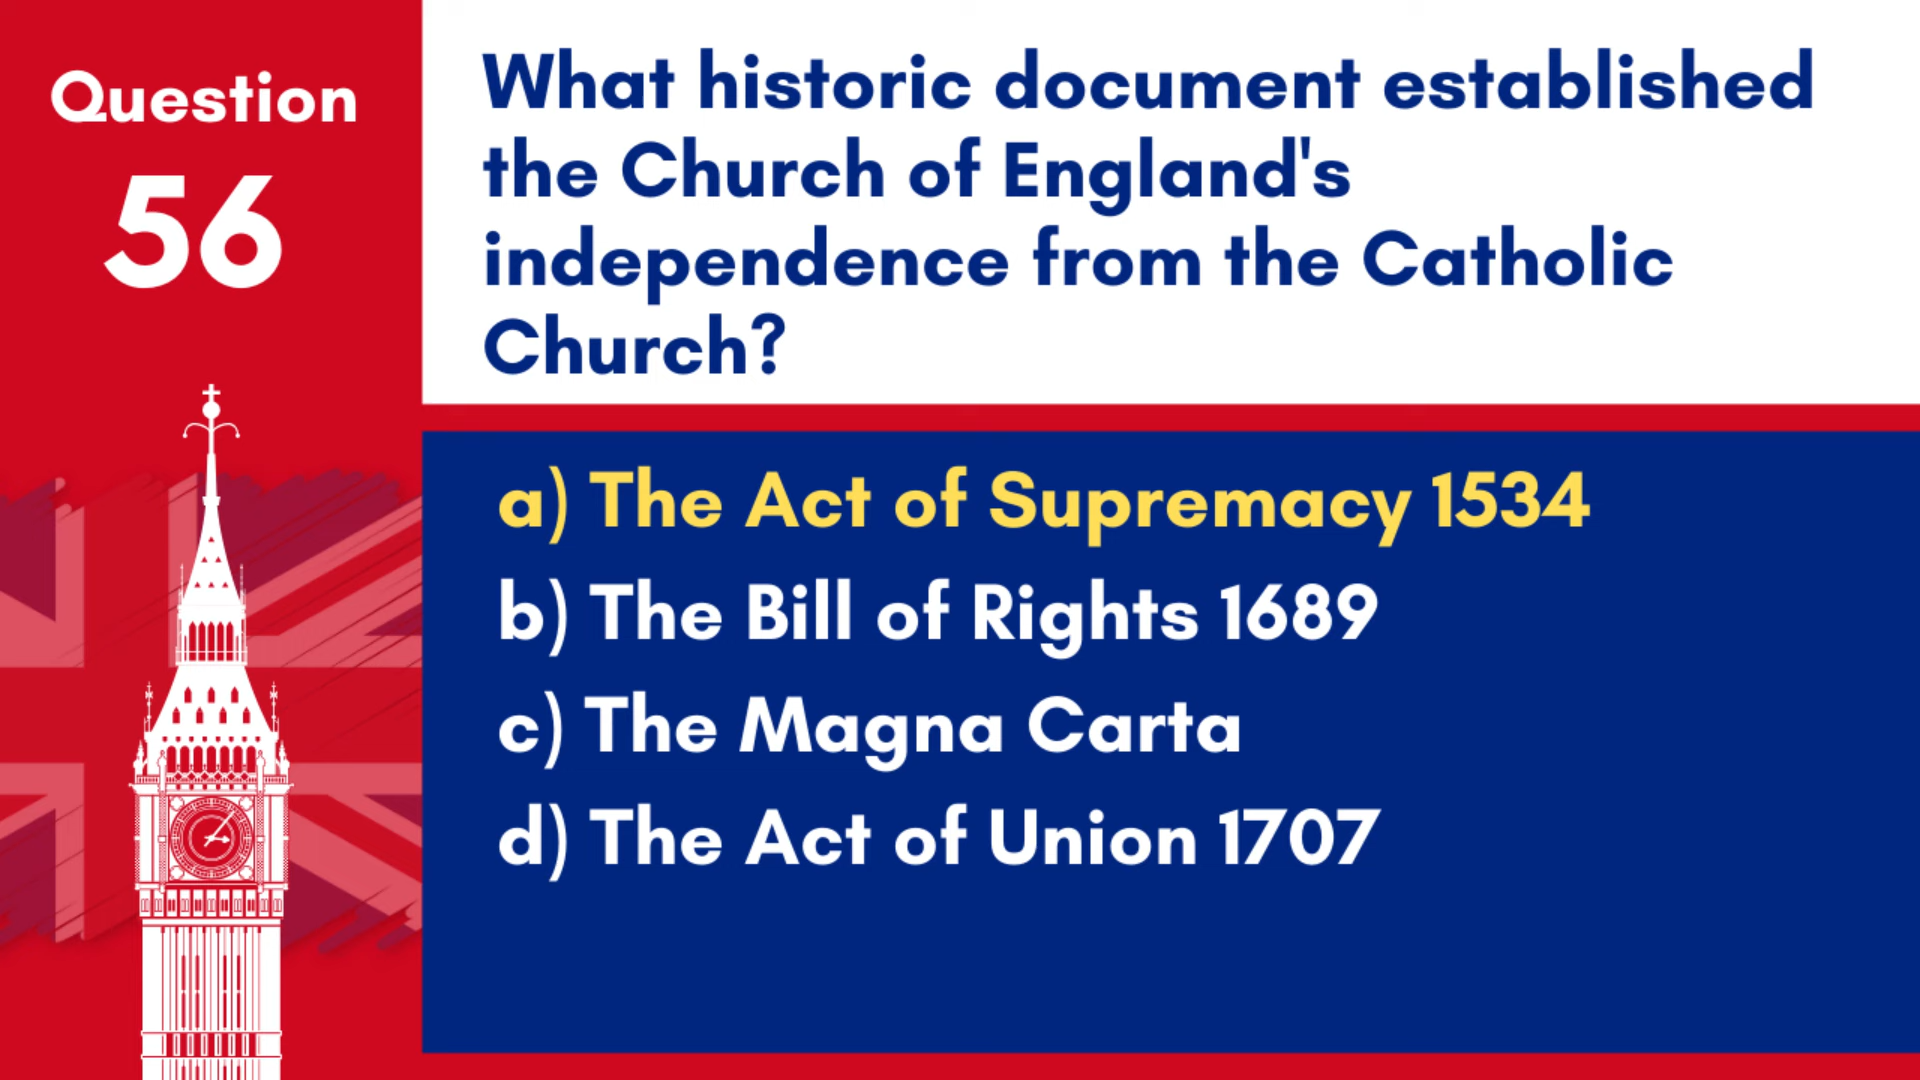 Question
56
What historic document established
the Church of England's
independence from the Catholic
Church?
a) The Act of Supremacy 1534
b) The Bill of Rights 1689
c) The Magna Carta
d) The Act of Union 1707